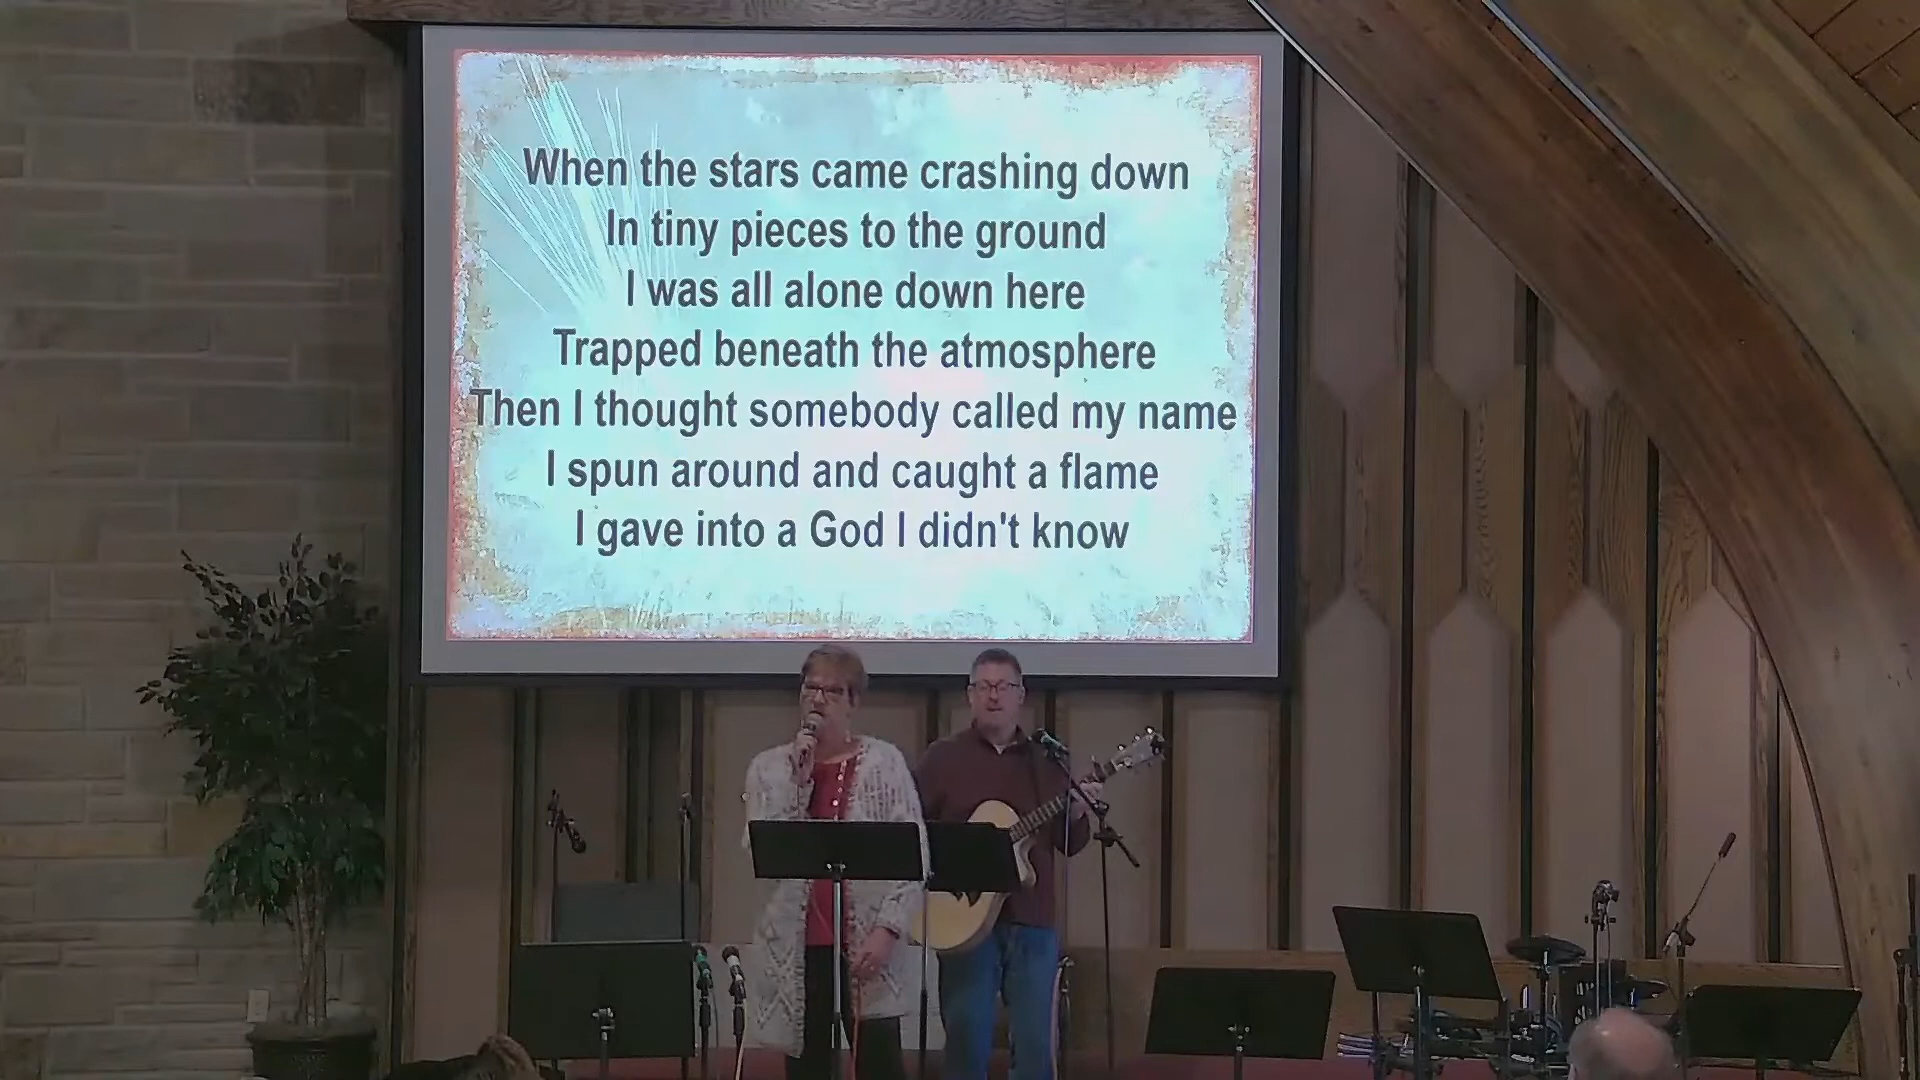 When the stars came crashing down
In tiny pieces to the ground
I was all alone down here
Trapped beneath the atmosphere
Then I thought somebody called my name
I spun around and caught a flame
I gave into a God I didn't know